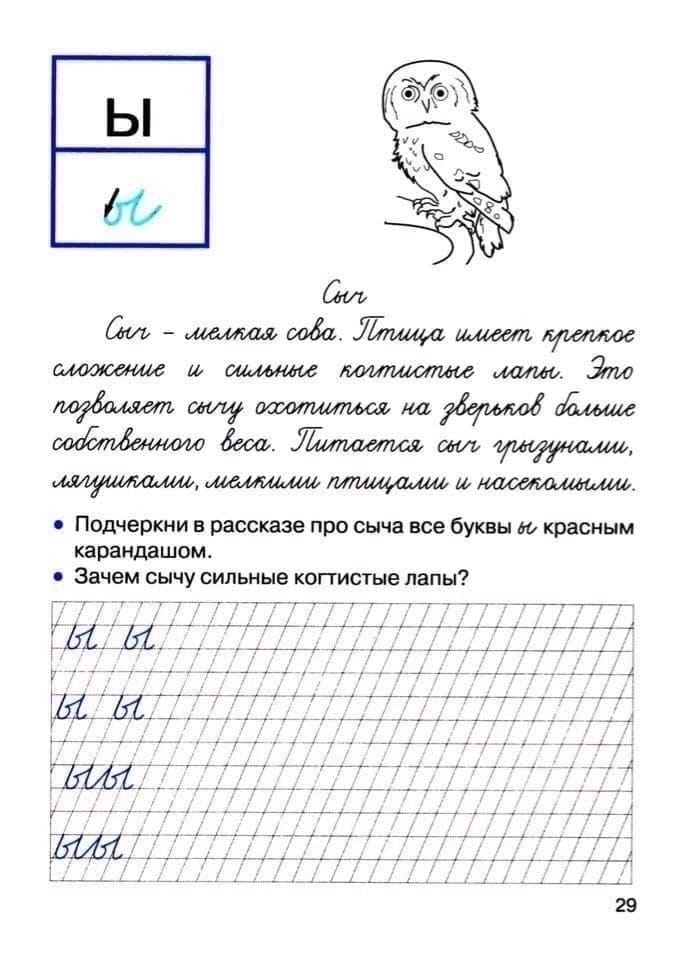 ы
ы
Сыч
Сыч – мелкая сова. Птица имеет крепкое
сложение и сильные когтистые лапы. Это
позволяет сычу охотиться на зверьков больше
собственного веса. Питается сыч грызунами,
лягушками, мелкими птицами и насекомыми.
• Подчеркни в рассказе про сыча все буквы ы красным
карандашом.
• Зачем сычу сильные когтистые лапы?
ы ы
ы ы
ыы
ыы
29